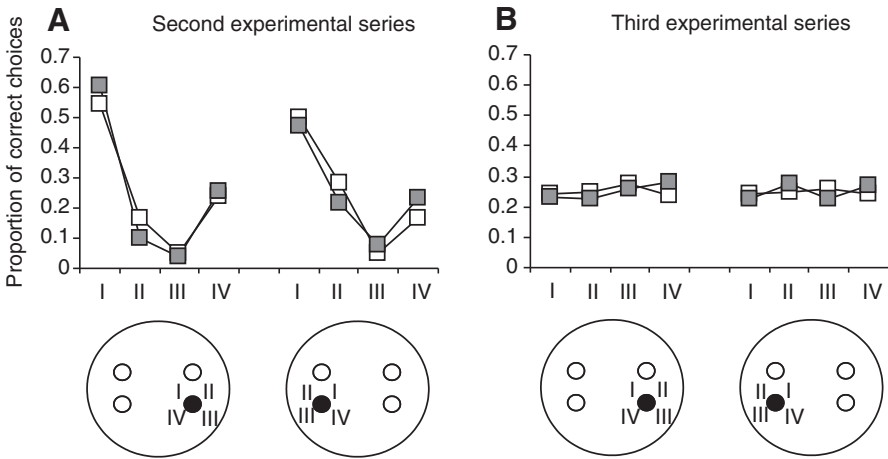 A Second experimental series
B Third experimental series
Proportion of correct choices
0.7
0.6
0.5
0.4
0.3
0.2
0.1
0
I II III IV I II III IV
0.7
0.6
0.5
0.4
0.3
0.2
0.1
0
I II III IV I II III IV
I II
IV III
II I
III IV
I II
IV III
II I
III IV